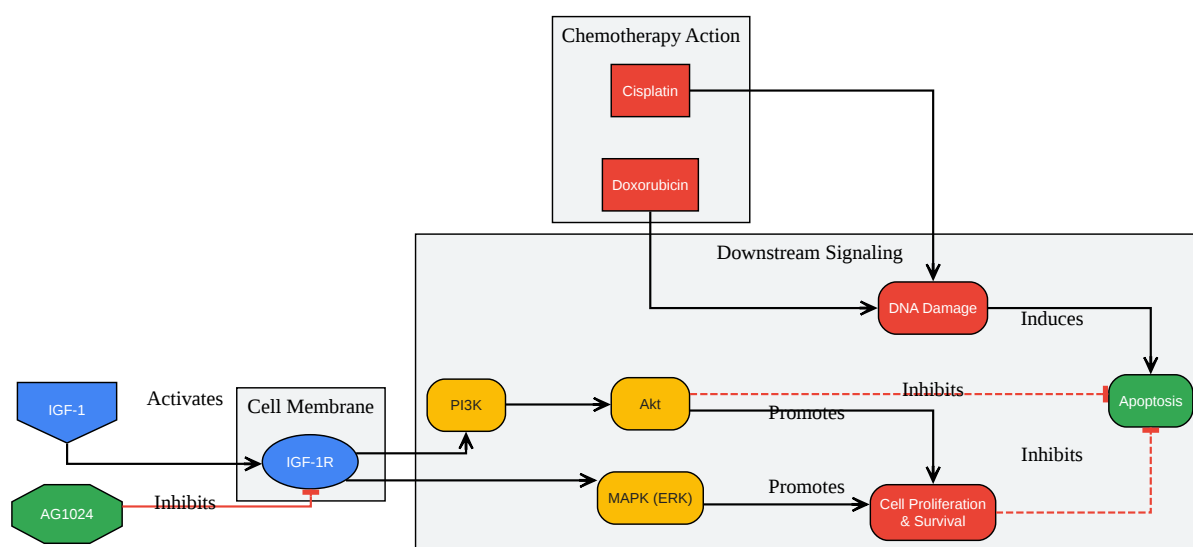 Chemotherapy Action
Cisplatin
Doxorubicin
Downstream Signaling
DNA Damage
Induces
IGF-1
Activates
Cell Membrane
PI3K
Akt
Inhibits
Promotes
Apoptosis
IGF-1R
Inhibits
AG1024
Inhibits
MAPK (ERK)
Promotes
Cell Proliferation
& Survival